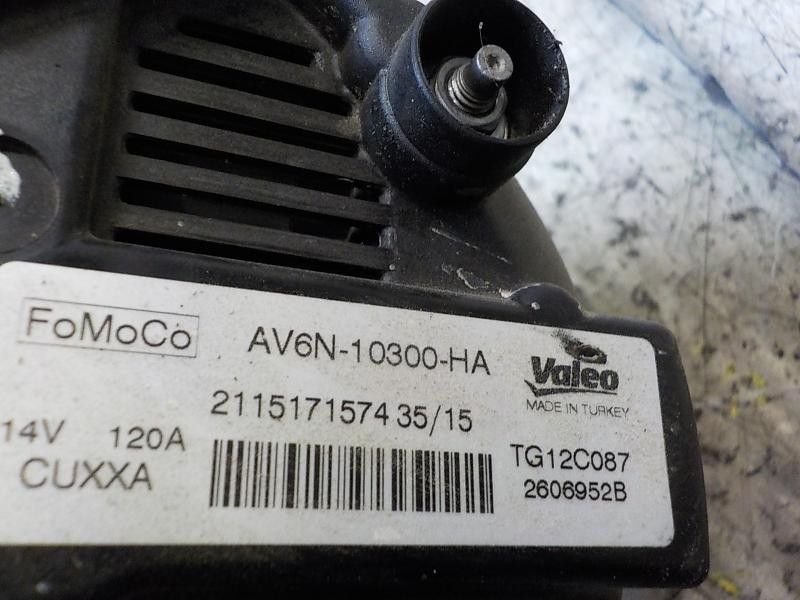 FoMoCo
AV6N-10300-HA
Valeo
MADE IN TURKEY
2115171574 35/15
14V 120A
CUXXA
TG12C087
2606952B